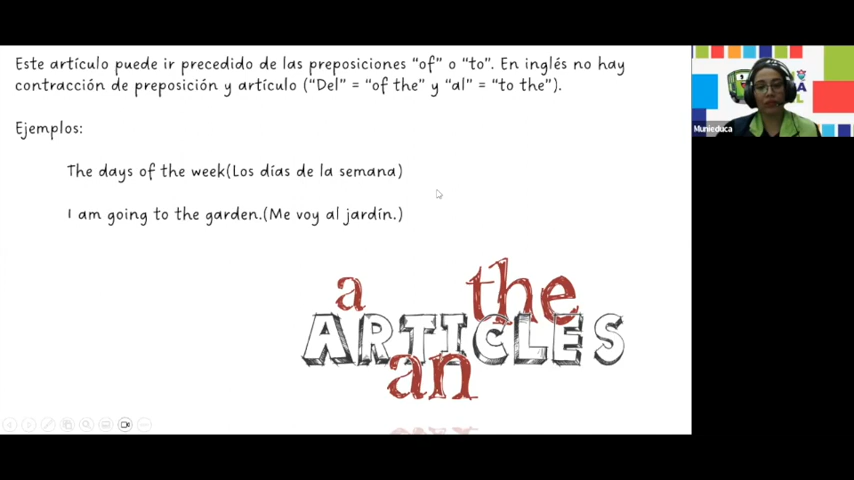 Este artículo puede ir precedido de las preposiciones “of” o “to”. En inglés no hay
contracción de preposición y artículo (“Del” = “of the” y “al” = “to the”).
Ejemplos:
The days of the week(Los días de la semana)
I am going to the garden.(Me voy al jardín.)
a the
ARTICLES
an
Munieduca